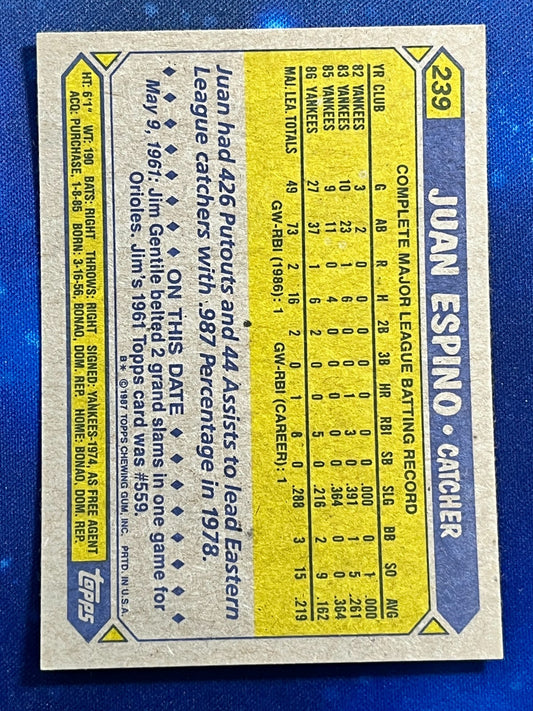 239 JUAN ESPINO • CATCHER
COMPLETE MAJOR LEAGUE BATTING RECORD
YR CLUB G AB R H 2B 3B HR RBI SB SLG BB SO AVG
82 YANKEES 3 2 0 0 0 0 0 0 0 .000 0 1 .000
83 YANKEES 10 23 1 6 0 0 1 3 0 .391 1 5 .261
85 YANKEES 9 11 0 4 0 0 0 0 0 .364 0 0 .364
86 YANKEES 27 37 1 6 2 0 0 5 0 .216 2 9 .162
MAJ. LEA. TOTALS 49 73 2 16 2 0 1 8 0 .288 3 15 .219
GW-RBI (1986): 1 GW-RBI (CAREER): 1
Juan had 426 Putouts and 44 Assists to lead Eastern
League catchers with .987 Percentage in 1978.
♦ ♦ ♦ ♦ ♦ ON THIS DATE ♦ ♦ ♦ ♦ ♦
May 9, 1961: Jim Gentile belted 2 grand slams in one game for
Orioles. Jim's 1961 Topps card was #559.
B* ©1987 TOPPS CHEWING GUM, INC. PRTD. IN U.S.A.
HT: 6'1" WT: 190 BATS: RIGHT THROWS: RIGHT SIGNED: YANKEES-1974, AS FREE AGENT
ACQ: PURCHASE, 1-8-85 BORN: 3-16-56, BONAO, DOM. REP. HOME: BONAO, DOM. REP.
topps